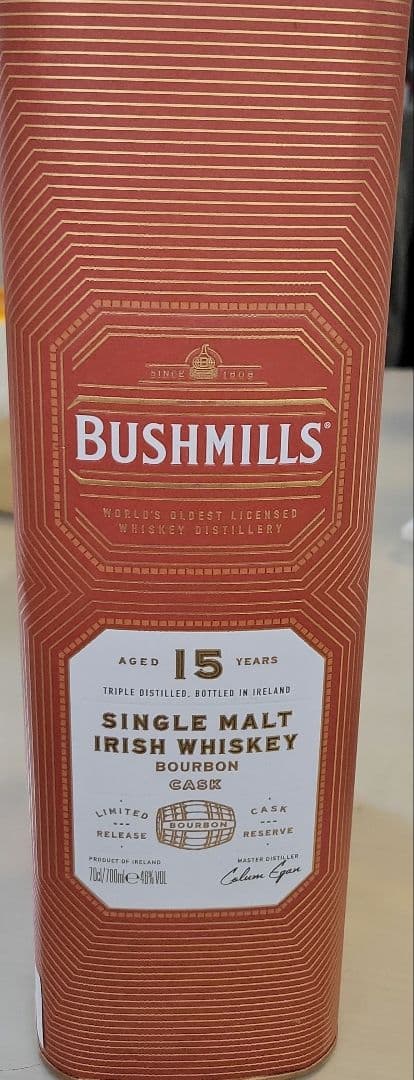 SINCE 1608
BUSHMILLS®
WORLD'S OLDEST LICENSED
WHISKEY DISTILLERY
AGED 15 YEARS
TRIPLE DISTILLED. BOTTLED IN IRELAND
SINGLE MALT
IRISH WHISKEY
BOURBON
CASK
LIMITED
RELEASE
BOURBON
CASK
RESERVE
PRODUCT OF IRELAND
70cl/700ml℮46% VOL
MASTER DISTILLER
Colum Egan